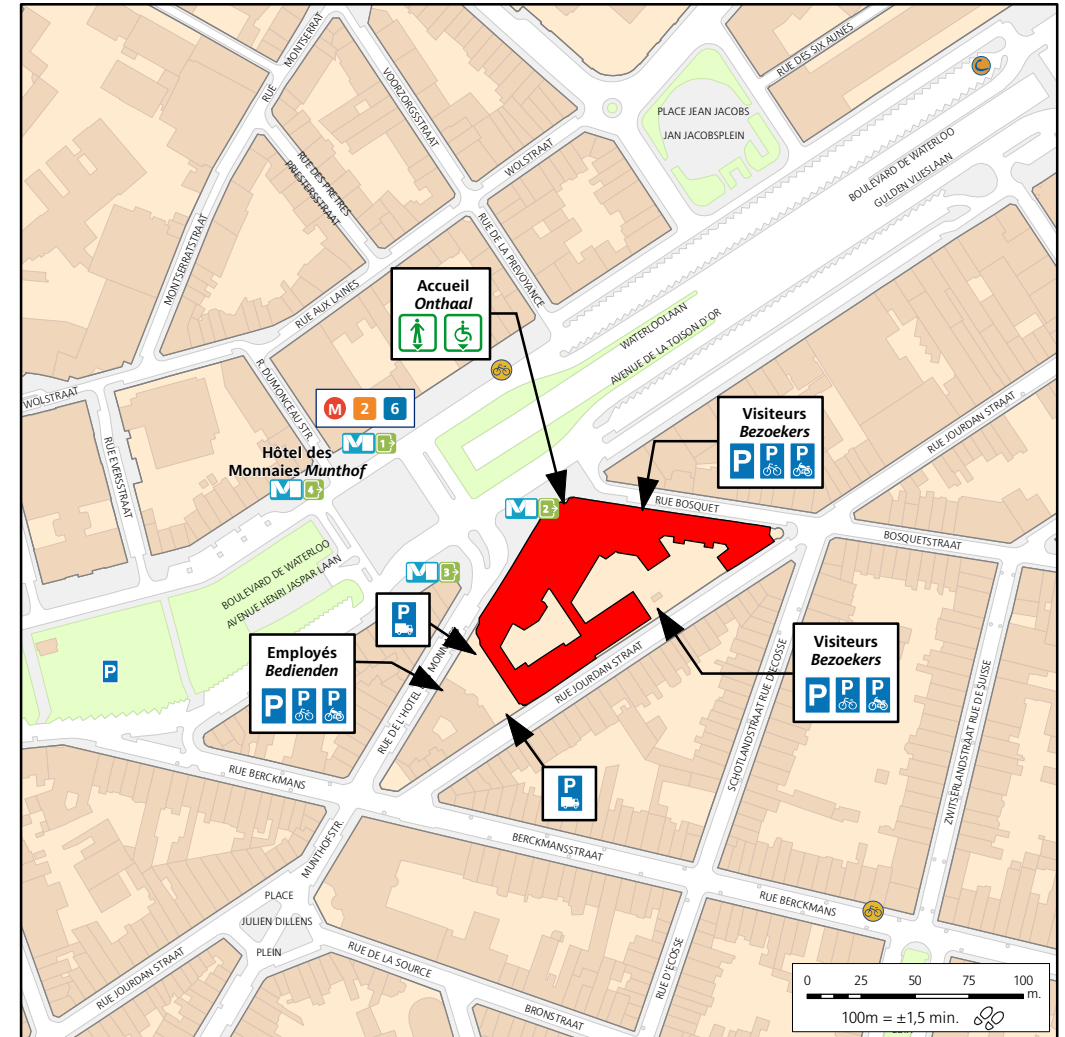 MONTSERRAT
RUE
VOORZORGSSTRAAT
RUE DES SIX AUNES
C
PLACE JEAN JACOBS
JAN JACOBSPLEIN
WOLSTRAAT
BOULEVARD DE WATERLOO
GULDEN VLIESLAAN
RUE DES PRETRES
PRIESTERSSTRAAT
MONTSERRATSTRAAT
RUE DE LA PREVOYANCE
RUE AUX LAINES
Accueil
Onthaal
WATERLOOLAAN
AVENUE DE LA TOISON D'OR
R. DUMONCEAU STR.
WOLSTRAAT
RUE EVERSSTRAAT
M 2 6
M 1
Hôtel des
Monnaies Munthof
M 4
Visiteurs
Bezoekers
P P P
RUE JOURDAN STRAAT
M 2
RUE BOSQUET
BOSQUETSTRAAT
BOULEVARD DE WATERLOO
AVENUE HENRI JASPAR LAAN
M 3
P
P
Employés
Bedienden
P P P
RUE DE L'HOTEL
MONN
RUE JOURDAN STRAAT
Visiteurs
Bezoekers
P P P
SCHOTLANDSTRAAT RUE D'ECOSSE
ZWITSERLANDSTRAAT RUE DE SUISSE
P
RUE BERCKMANS
BERCKMANSSTRAAT
RUE BERCKMANS
MUNTHOFSTR.
PLACE
JULIEN DILLENS
PLEIN
RUE JOURDAN STRAAT
RUE DE LA SOURCE
BRONSTRAAT
RUE D'ECOSSE
0 25 50 75 100
m.
100m = ±1,5 min.